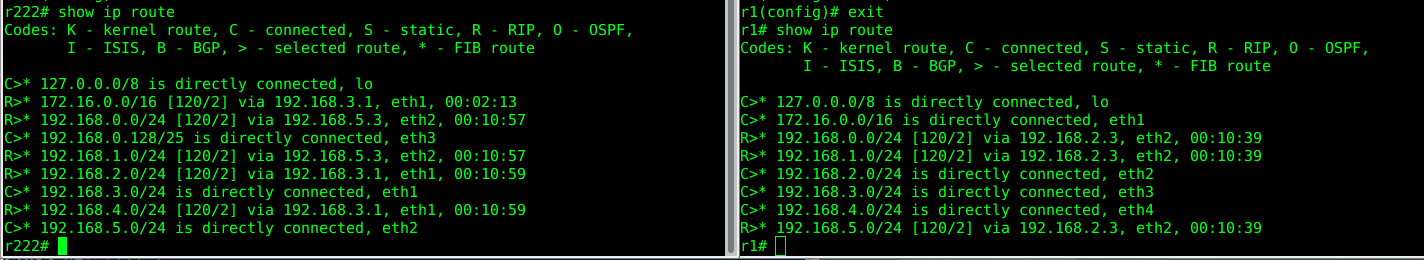 r222# show ip route
Codes: K - kernel route, C - connected, S - static, R - RIP, O - OSPF,
       I - ISIS, B - BGP, > - selected route, * - FIB route

C>* 127.0.0.0/8 is directly connected, lo
R>* 172.16.0.0/16 [120/2] via 192.168.3.1, eth1, 00:02:13
R>* 192.168.0.0/24 [120/2] via 192.168.5.3, eth2, 00:10:57
C>* 192.168.0.128/25 is directly connected, eth3
R>* 192.168.1.0/24 [120/2] via 192.168.5.3, eth2, 00:10:57
R>* 192.168.2.0/24 [120/2] via 192.168.3.1, eth1, 00:10:59
C>* 192.168.3.0/24 is directly connected, eth1
R>* 192.168.4.0/24 [120/2] via 192.168.3.1, eth1, 00:10:59
C>* 192.168.5.0/24 is directly connected, eth2
r222#
r1(config)# exit
r1# show ip route
Codes: K - kernel route, C - connected, S - static, R - RIP, O - OSPF,
       I - ISIS, B - BGP, > - selected route, * - FIB route

C>* 127.0.0.0/8 is directly connected, lo
C>* 172.16.0.0/16 is directly connected, eth1
R>* 192.168.0.0/24 [120/2] via 192.168.2.3, eth2, 00:10:39
R>* 192.168.1.0/24 [120/2] via 192.168.2.3, eth2, 00:10:39
C>* 192.168.2.0/24 is directly connected, eth2
C>* 192.168.3.0/24 is directly connected, eth3
C>* 192.168.4.0/24 is directly connected, eth4
R>* 192.168.5.0/24 [120/2] via 192.168.2.3, eth2, 00:10:39
r1#